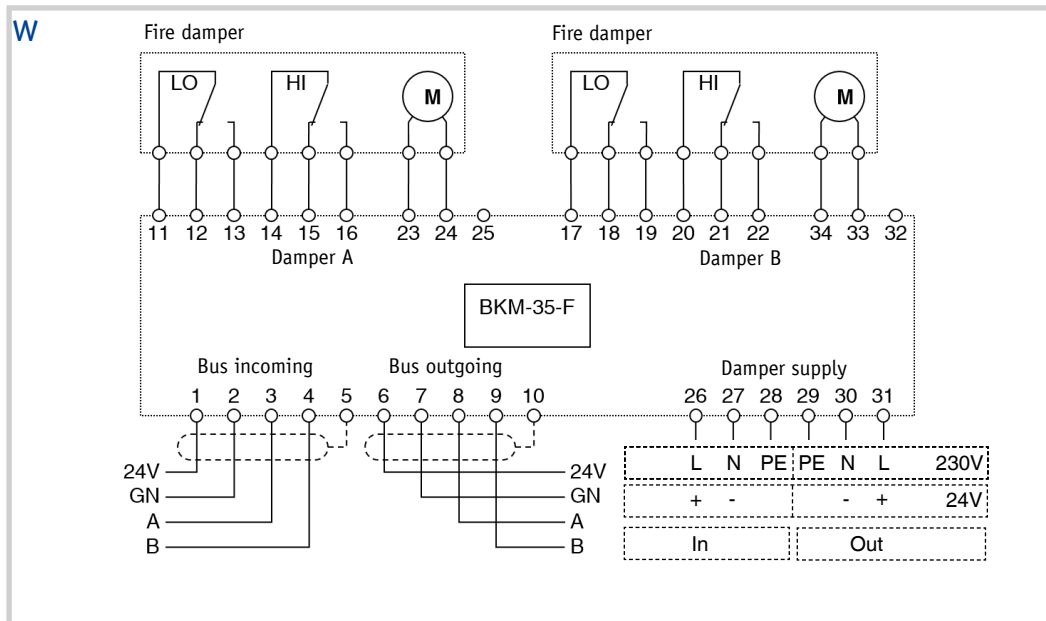 W
Fire damper Fire damper
LO HI M LO HI M
11 12 13 14 15 16 23 24 25 17 18 19 20 21 22 34 33 32
Damper A Damper B
BKM-35-F
Bus incoming Bus outgoing Damper supply
1 2 3 4 5 6 7 8 9 10 26 27 28 29 30 31
L N PE PE N L 230V
24V 24V
GN GN
+ - - + 24V
A A
B B
In Out